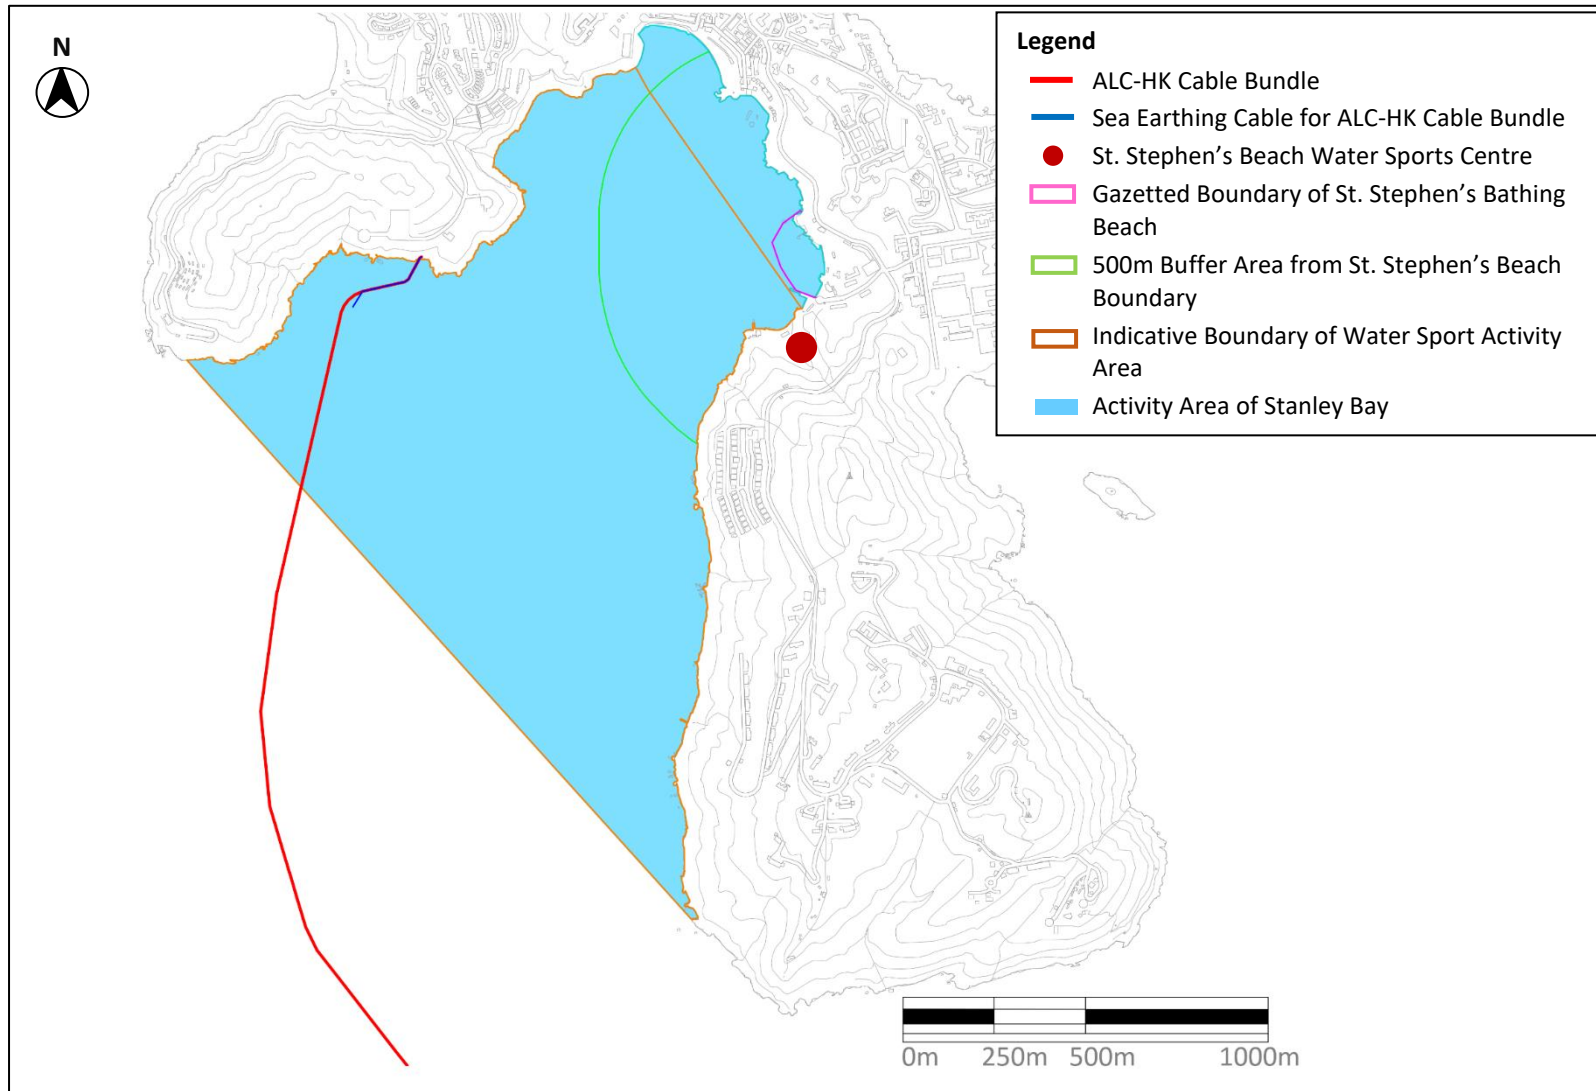 N
Legend
ALC-HK Cable Bundle
Sea Earthing Cable for ALC-HK Cable Bundle
St. Stephen’s Beach Water Sports Centre
Gazetted Boundary of St. Stephen’s Bathing
Beach
500m Buffer Area from St. Stephen’s Beach
Boundary
Indicative Boundary of Water Sport Activity
Area
Activity Area of Stanley Bay
0m 250m 500m 1000m